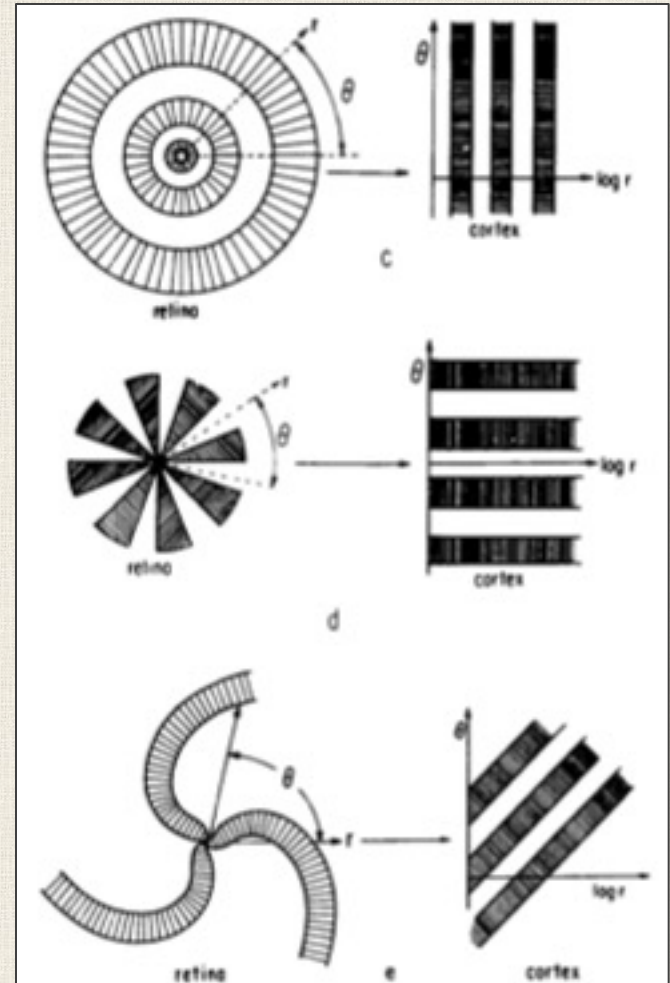 r
θ
θ
log r
cortex
retina
c
r
θ
θ
log r
retina
cortex
d
θ
r
θ
log r
retina
e
cortex